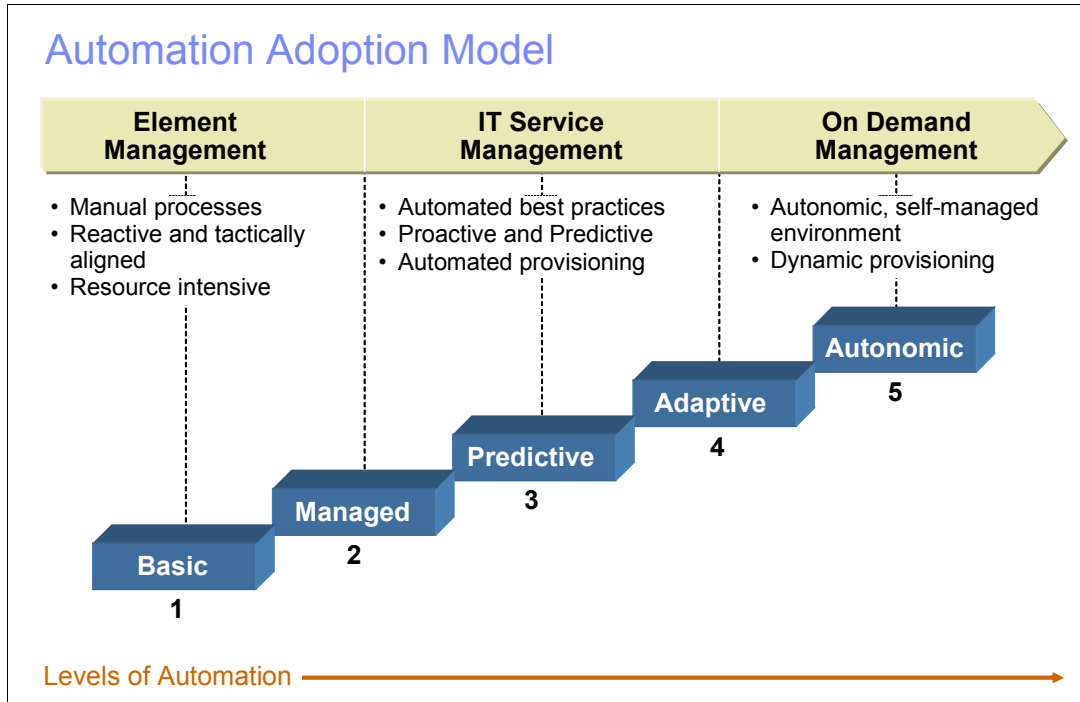 Automation Adoption Model
Element
Management
IT Service
Management
On Demand
Management
• Manual processes
• Reactive and tactically
aligned
• Resource intensive
• Automated best practices
• Proactive and Predictive
• Automated provisioning
• Autonomic, self-managed
environment
• Dynamic provisioning
Autonomic
5
Adaptive
4
Predictive
3
Managed
2
Basic
1
Levels of Automation